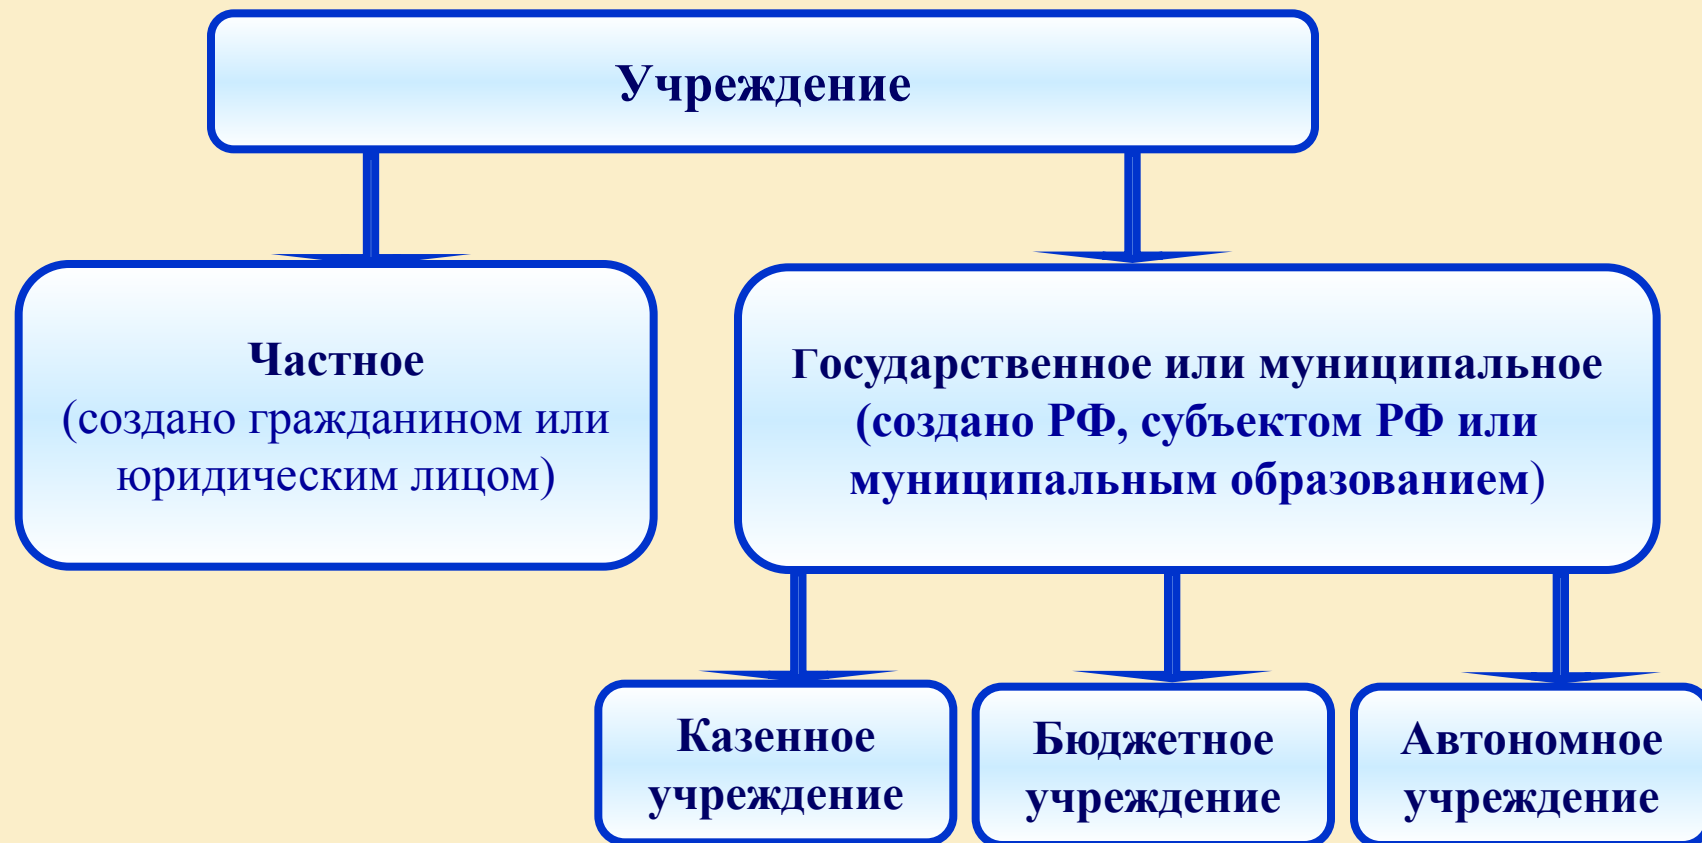 Учреждение
Частное
(создано гражданином или
юридическим лицом)
Государственное или муниципальное
(создано РФ, субъектом РФ или
муниципальным образованием)
Казенное
учреждение
Бюджетное
учреждение
Автономное
учреждение